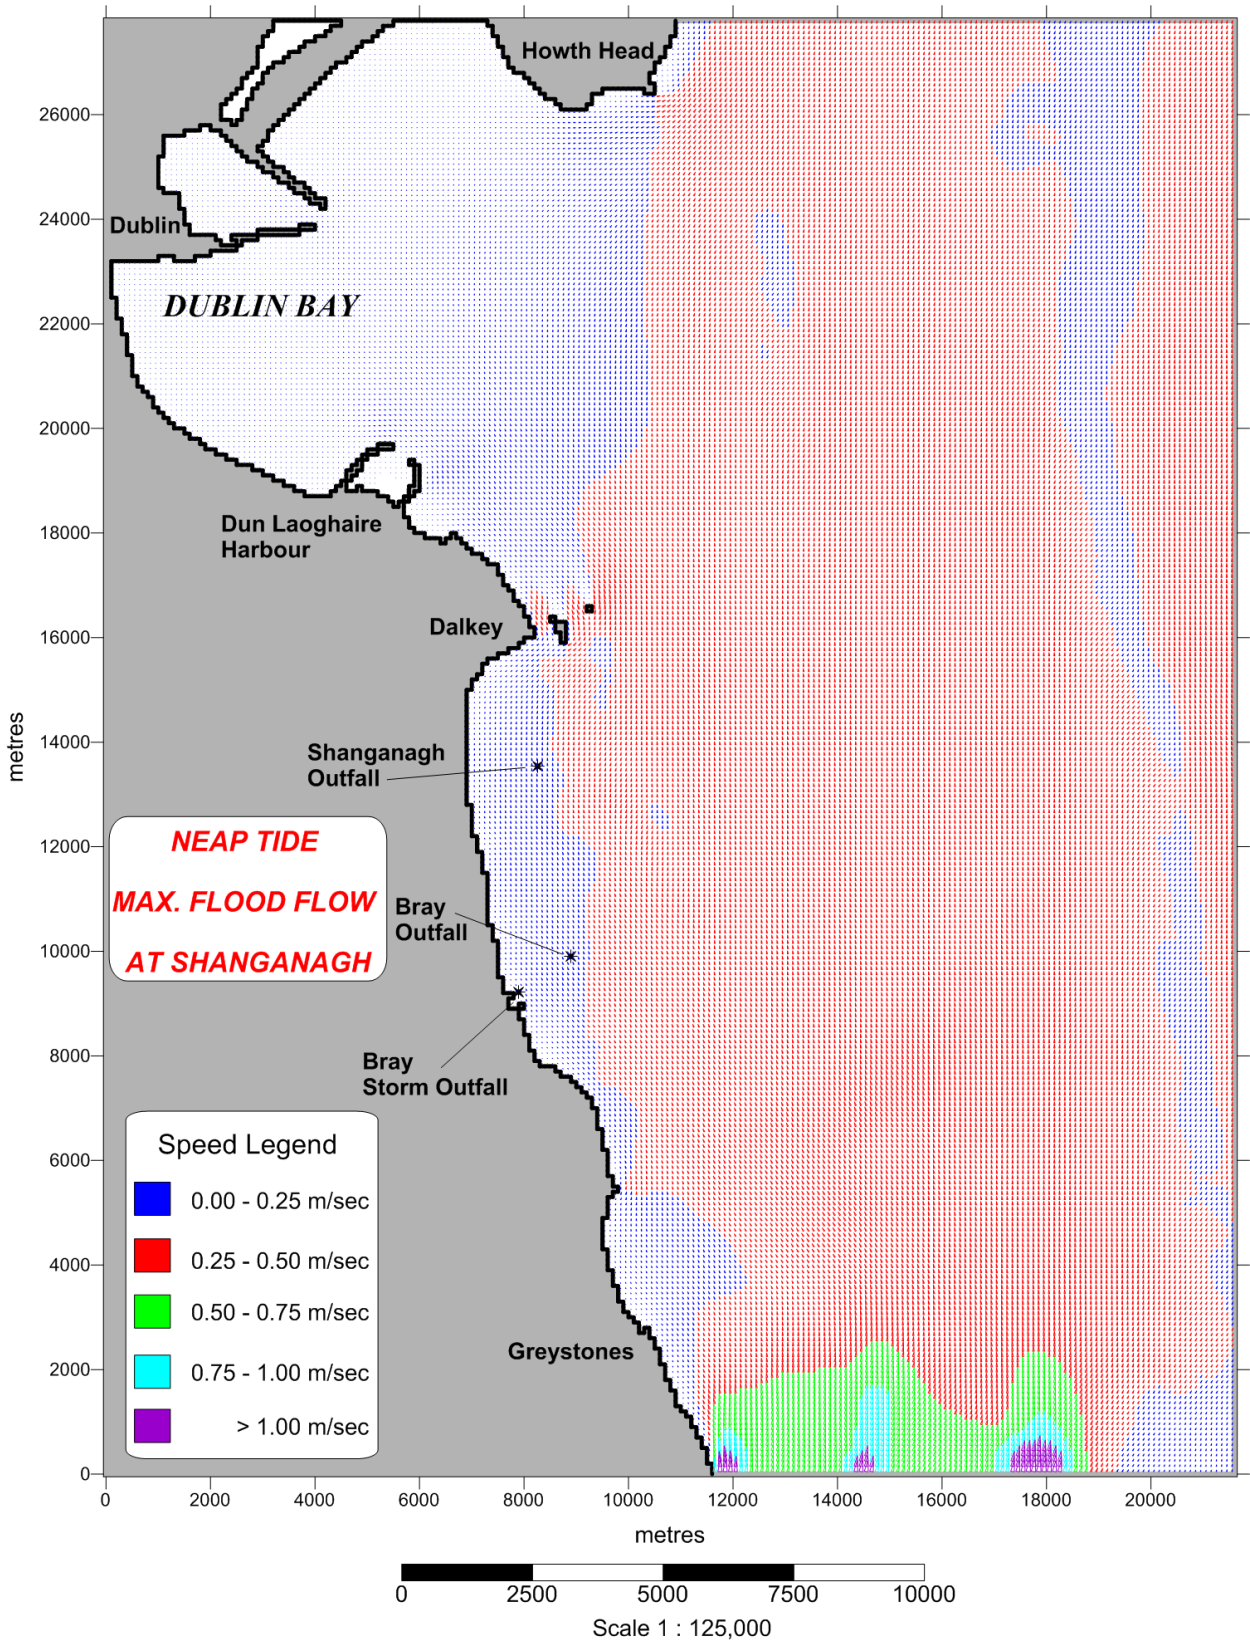 Howth Head
26000
24000
Dublin
DUBLIN BAY
22000
20000
Dun Laoghaire
Harbour
18000
Dalkey
16000
metres
14000
Shanganagh
Outfall
12000
NEAP TIDE
MAX. FLOOD FLOW
AT SHANGANAGH
Bray
Outfall
10000
8000
Bray
Storm Outfall
6000
Speed Legend
0.00 - 0.25 m/sec
0.25 - 0.50 m/sec
0.50 - 0.75 m/sec
0.75 - 1.00 m/sec
> 1.00 m/sec
4000
Greystones
2000
0
0 2000 4000 6000 8000 10000 12000 14000 16000 18000 20000
metres
0 2500 5000 7500 10000
Scale 1 : 125,000